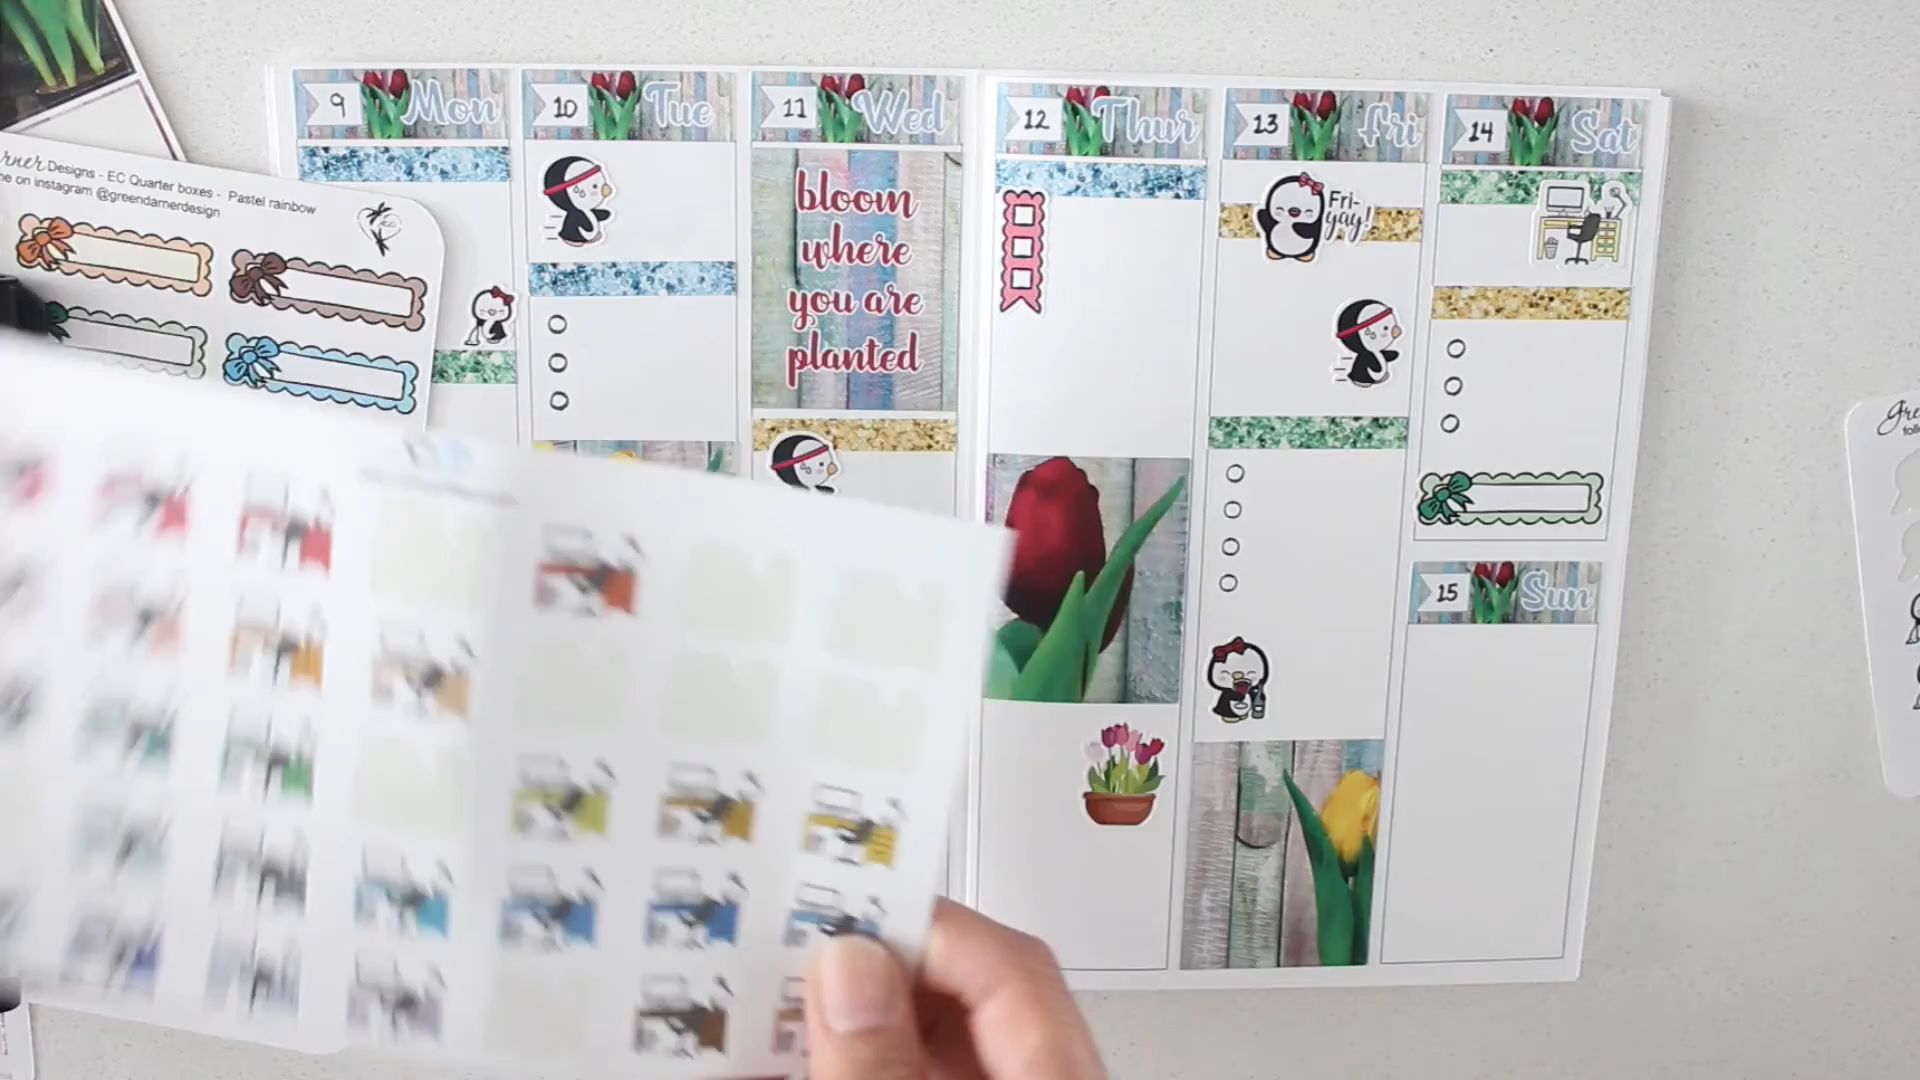 Designs - EC Quarter boxes - Pastel rainbow
on instagram @greendarnerdesign
9 Mon
10 Tue
11 Wed
12 Thur
13 Fri
14 Sat
bloom
where
you are
planted
Fri-
yay!
15 Sun